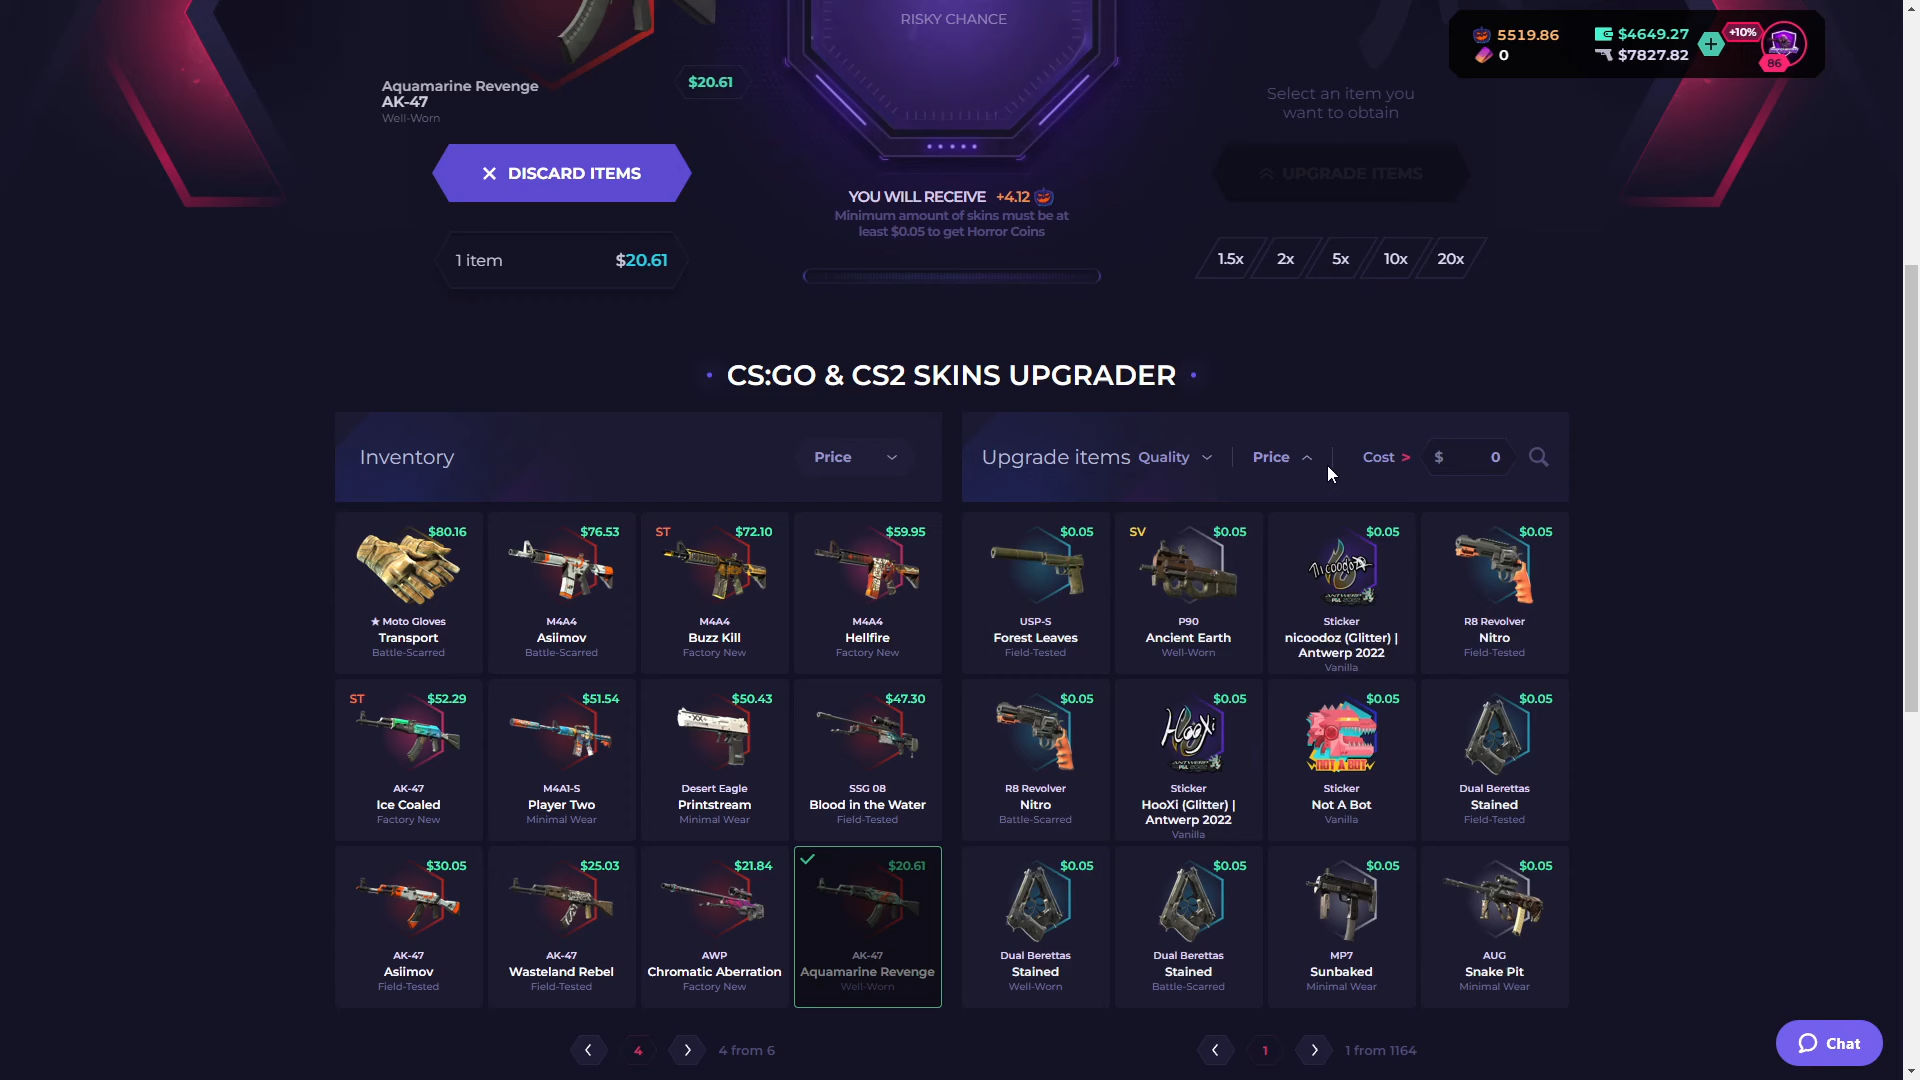 RISKY CHANCE
5519.86
$4649.27
+10%
0
$7827.82
86
Aquamarine Revenge
AK-47
Well-Worn
$20.61
Select an item you
want to obtain
DISCARD ITEMS
UPGRADE ITEMS
YOU WILL RECEIVE +4.12
Minimum amount of skins must be at
least $0.05 to get Horror Coins
1 item $20.61
1.5x 2x 5x 10x 20x
• CS:GO & CS2 SKINS UPGRADER •
Inventory
Price
Upgrade items Quality
Price
Cost >
$ 0
$80.16
★ Moto Gloves
Transport
Battle-Scarred
$76.53
M4A4
Asiimov
Battle-Scarred
ST $72.10
M4A4
Buzz Kill
Factory New
$59.95
M4A4
Hellfire
Factory New
$0.05
USP-S
Forest Leaves
Field-Tested
SV $0.05
P90
Ancient Earth
Well-Worn
$0.05
nicoodoz
ANTWERP
Sticker
nicoodoz (Glitter) |
Antwerp 2022
Vanilla
$0.05
R8 Revolver
Nitro
Field-Tested
ST $52.29
AK-47
Ice Coaled
Factory New
$51.54
M4A1-S
Player Two
Minimal Wear
$50.43
Desert Eagle
Printstream
Minimal Wear
$47.30
SSG 08
Blood in the Water
Field-Tested
$0.05
R8 Revolver
Nitro
Battle-Scarred
$0.05
HooXi
ANTWERP
Sticker
HooXi (Glitter) |
Antwerp 2022
Vanilla
$0.05
NOT A BOT
Sticker
Not A Bot
Vanilla
$0.05
Dual Berettas
Stained
Field-Tested
$30.05
AK-47
Asiimov
Field-Tested
$25.03
AK-47
Wasteland Rebel
Field-Tested
$21.84
AWP
Chromatic Aberration
Factory New
$20.61
AK-47
Aquamarine Revenge
Well-Worn
$0.05
Dual Berettas
Stained
Well-Worn
$0.05
Dual Berettas
Stained
Battle-Scarred
$0.05
MP7
Sunbaked
Minimal Wear
$0.05
AUG
Snake Pit
Minimal Wear
4
4 from 6
1
1 from 1164
Chat